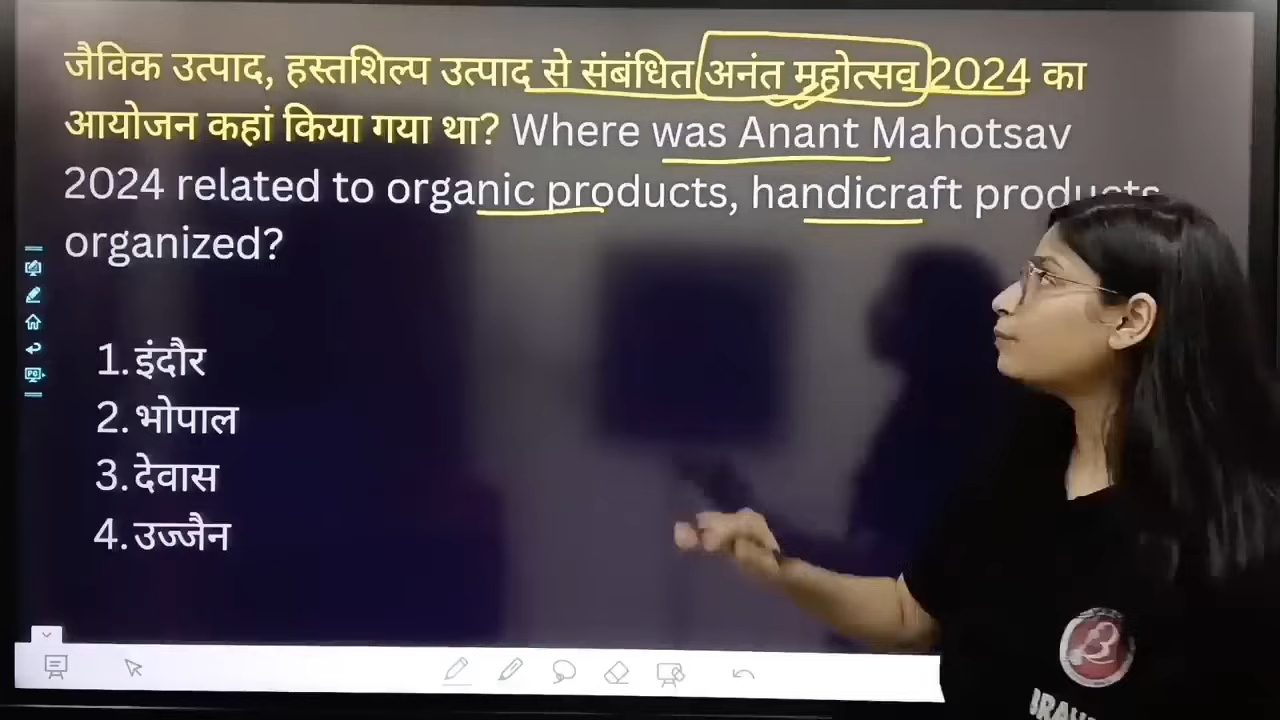 जैविक उत्पाद, हस्तशिल्प उत्पाद से संबंधित अनंत महोत्सव 2024 का
आयोजन कहां किया गया था? Where was Anant Mahotsav
2024 related to organic products, handicraft products
organized?
1. इंदौर
2. भोपाल
3. देवास
4. उज्जैन